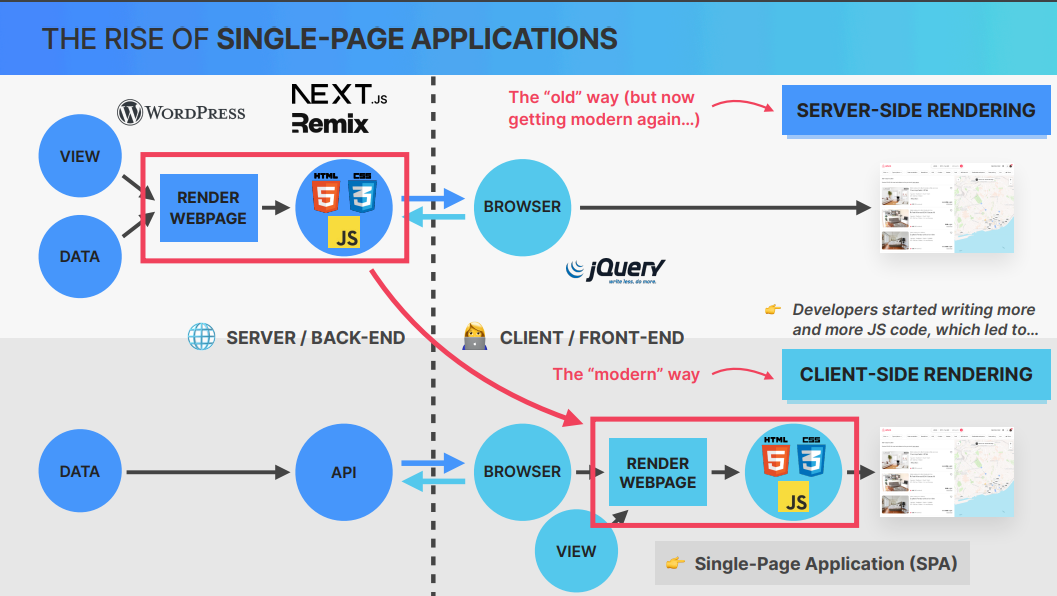 THE RISE OF SINGLE-PAGE APPLICATIONS
WORDPRESS
NEXT.JS
Remix
The “old” way (but now
getting modern again…)
SERVER-SIDE RENDERING
VIEW
DATA
RENDER
WEBPAGE
HTML
5
CSS
3
JS
BROWSER
jQuery
write less, do more.
👉 Developers started writing more
and more JS code, which led to…
SERVER / BACK-END
CLIENT / FRONT-END
The “modern” way
CLIENT-SIDE RENDERING
DATA
API
BROWSER
RENDER
WEBPAGE
HTML
5
CSS
3
JS
VIEW
👉 Single-Page Application (SPA)